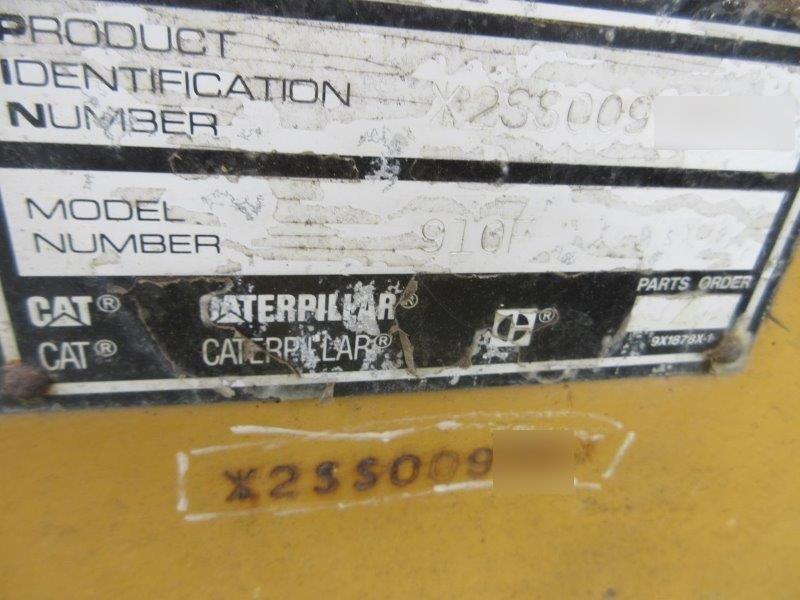 PRODUCT
IDENTIFICATION
NUMBER
X2SS009
MODEL
NUMBER
910F
PARTS ORDER
CAT® CATERPILLAR® C®
CAT® CATERPILLAR®
9X1878X-1
X2SS009